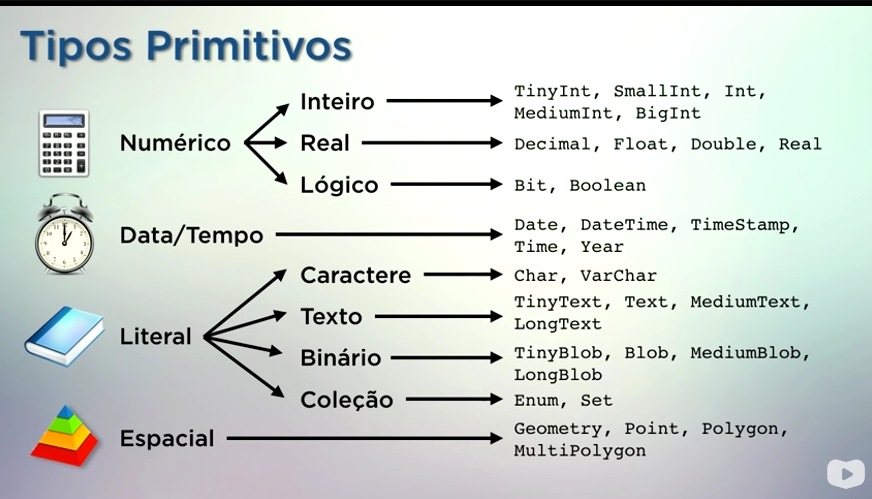 Tipos Primitivos
Numérico
Inteiro
TinyInt, SmallInt, Int,
MediumInt, BigInt
Real
Decimal, Float, Double, Real
Lógico
Bit, Boolean
Data/Tempo
Date, DateTime, TimeStamp,
Time, Year
Literal
Caractere
Char, VarChar
Texto
TinyText, Text, MediumText,
LongText
Binário
TinyBlob, Blob, MediumBlob,
LongBlob
Coleção
Enum, Set
Espacial
Geometry, Point, Polygon,
MultiPolygon